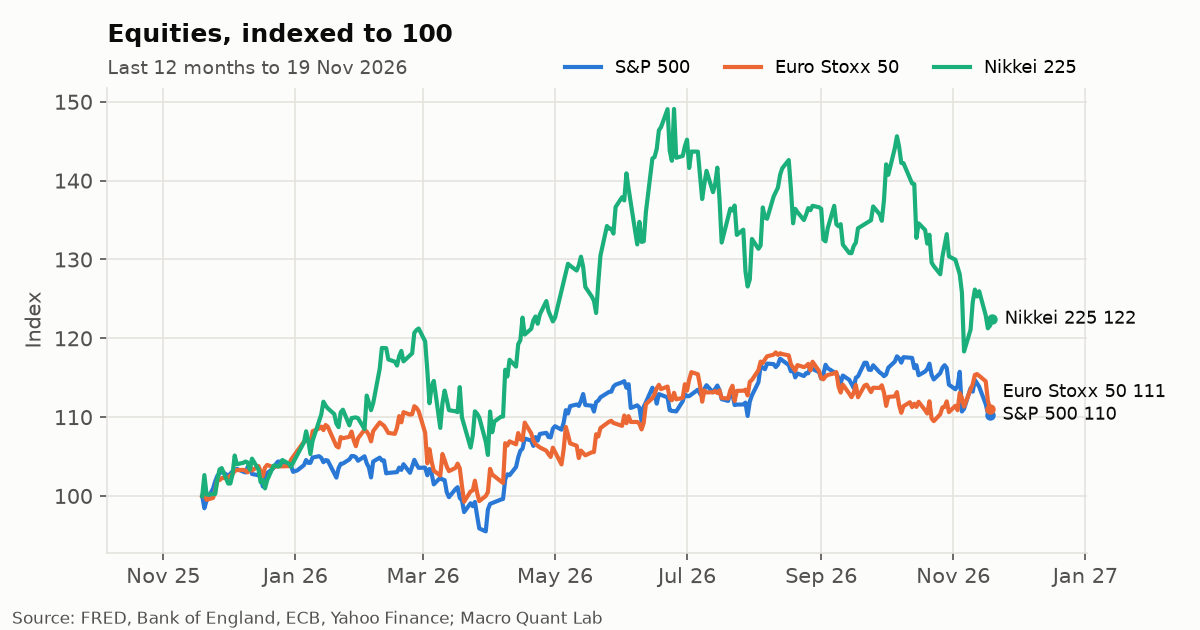 Equities, indexed to 100
Last 12 months to 19 Nov 2026
S&P 500 Euro Stoxx 50 Nikkei 225
150
140
130
120
110
100
Index
Nikkei 225 122
Euro Stoxx 50 111
S&P 500 110
Nov 25 Jan 26 Mar 26 May 26 Jul 26 Sep 26 Nov 26 Jan 27
Source: FRED, Bank of England, ECB, Yahoo Finance; Macro Quant Lab